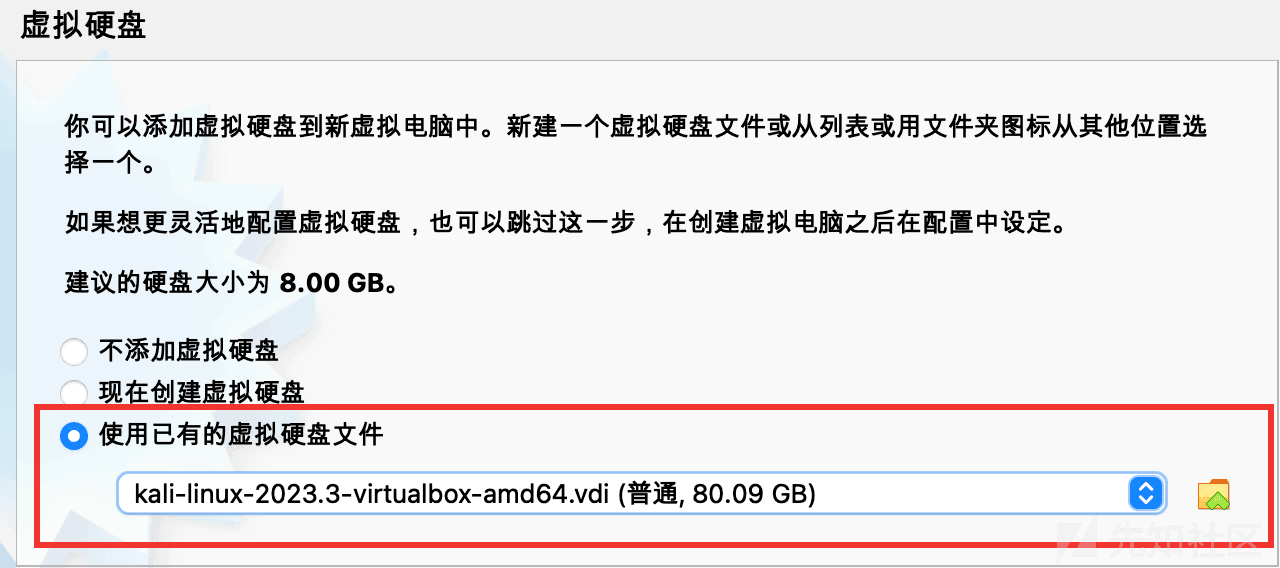 虚拟硬盘
你可以添加虚拟硬盘到新虚拟电脑中。新建一个虚拟硬盘文件或从列表或用文件夹图标从其他位置选
择一个。
如果想更灵活地配置虚拟硬盘，也可以跳过这一步，在创建虚拟电脑之后在配置中设定。
建议的硬盘大小为 8.00 GB。
不添加虚拟硬盘
现在创建虚拟硬盘
使用已有的虚拟硬盘文件
kali-linux-2023.3-virtualbox-amd64.vdi (普通, 80.09 GB)
先知社区